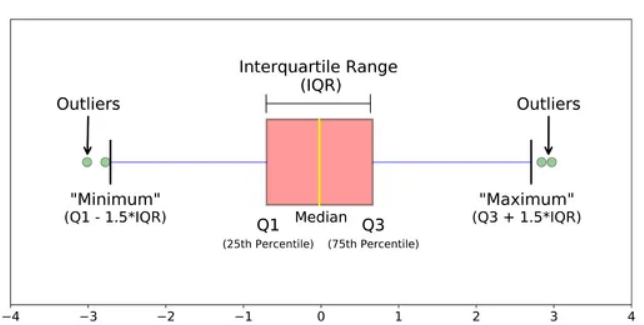 Interquartile Range
(IQR)
Outliers
Outliers
"Minimum"
(Q1 - 1.5*IQR)
"Maximum"
(Q3 + 1.5*IQR)
Median
Q1
Q3
(25th Percentile)
(75th Percentile)
−4 −3 −2 −1 0 1 2 3 4